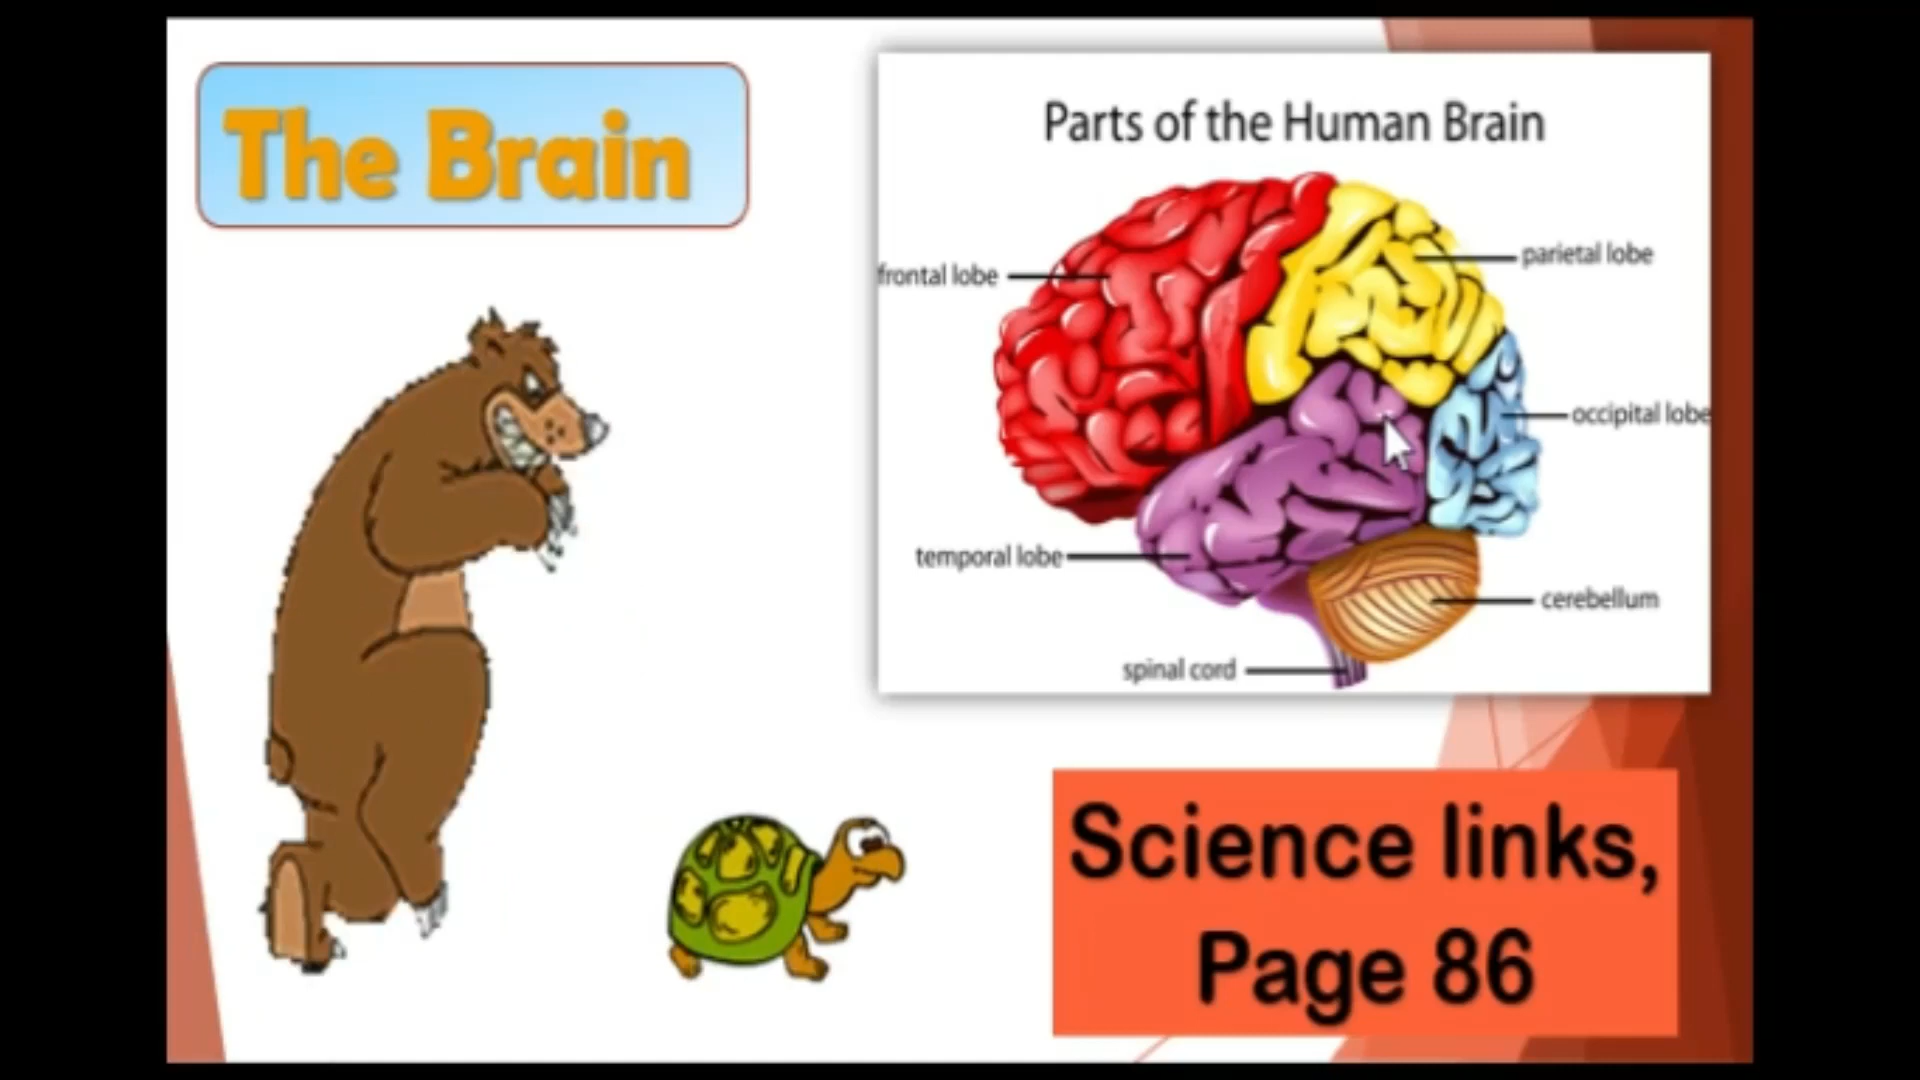 The Brain
Parts of the Human Brain
frontal lobe
parietal lobe
occipital lobe
temporal lobe
cerebellum
spinal cord
Science links,
Page 86